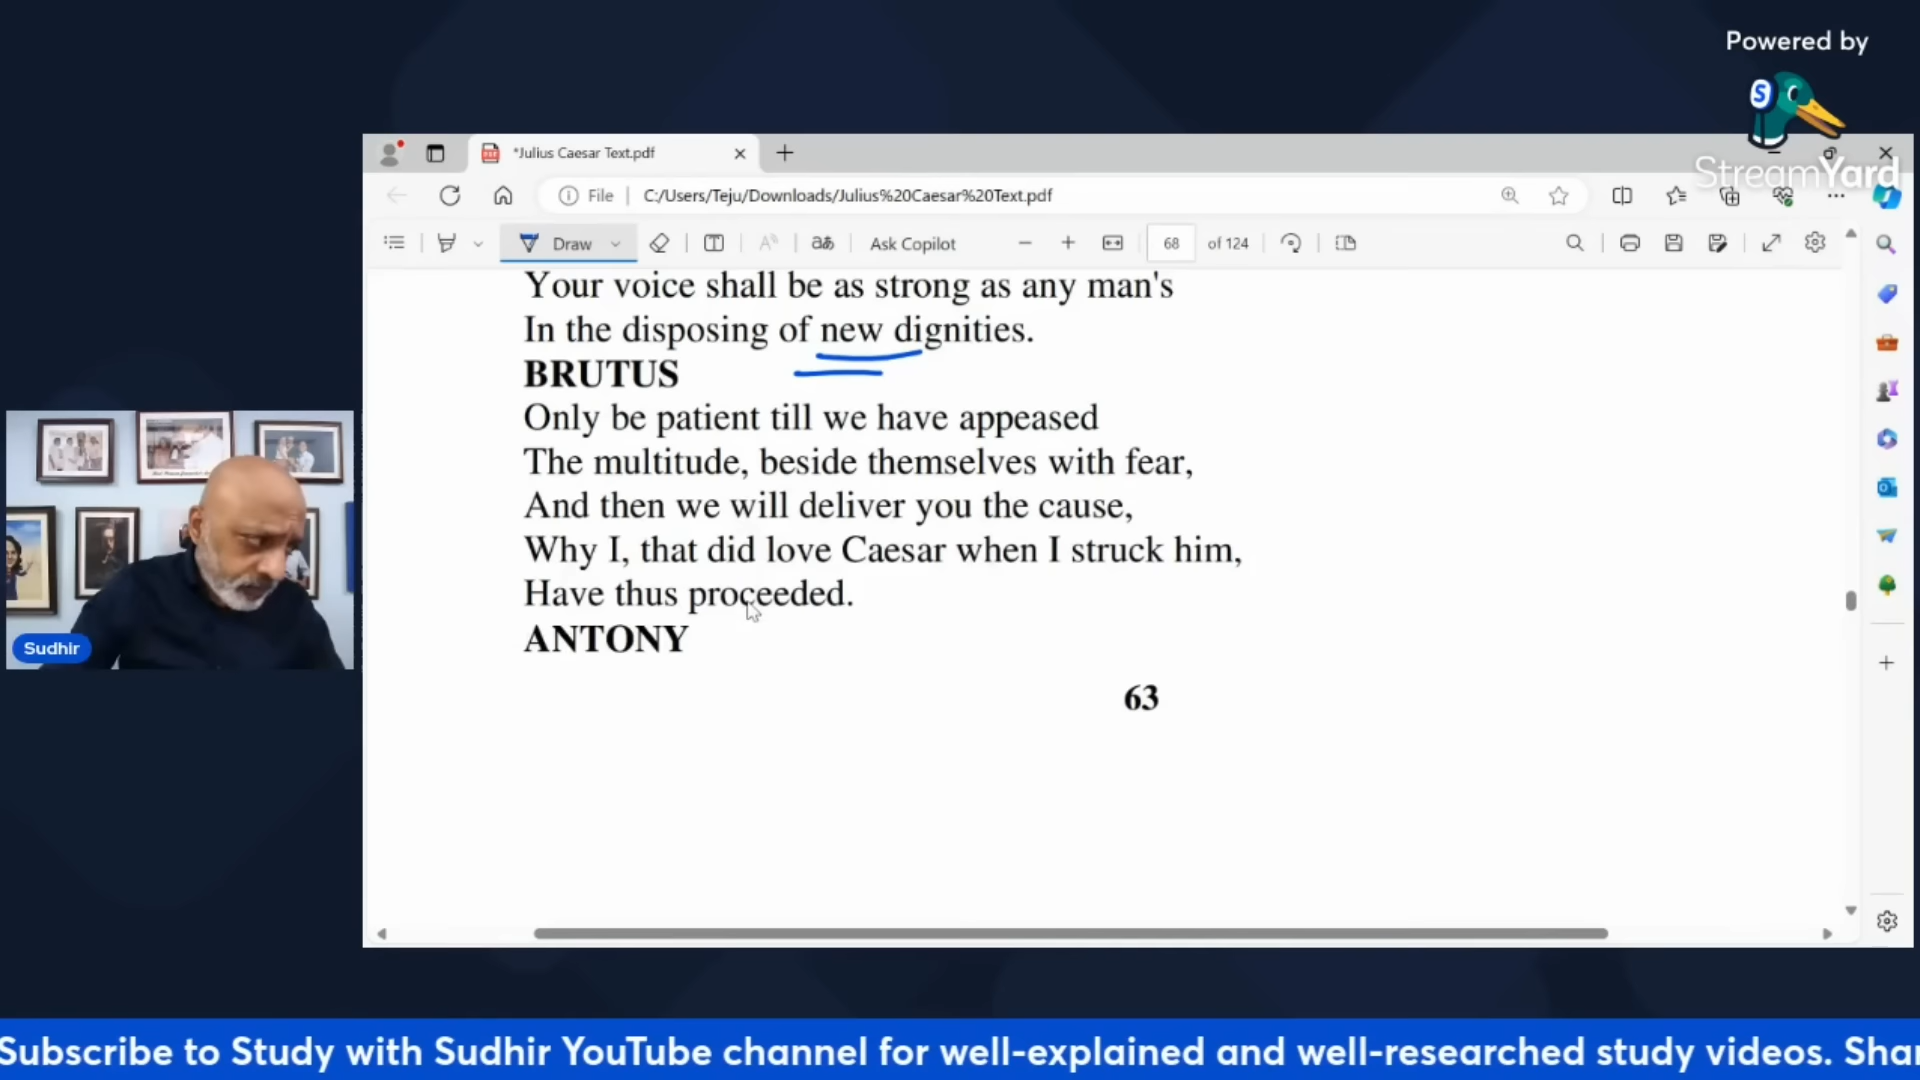 Powered by
StreamYard
*Julius Caesar Text.pdf
File
C:/Users/Teju/Downloads/Julius%20Caesar%20Text.pdf
Draw
Ask Copilot
68
of 124
Your voice shall be as strong as any man's
In the disposing of new dignities.
BRUTUS
Only be patient till we have appeased
The multitude, beside themselves with fear,
And then we will deliver you the cause,
Why I, that did love Caesar when I struck him,
Have thus proceeded.
ANTONY
63
Sudhir
Subscribe to Study with Sudhir YouTube channel for well-explained and well-researched study videos. Shar